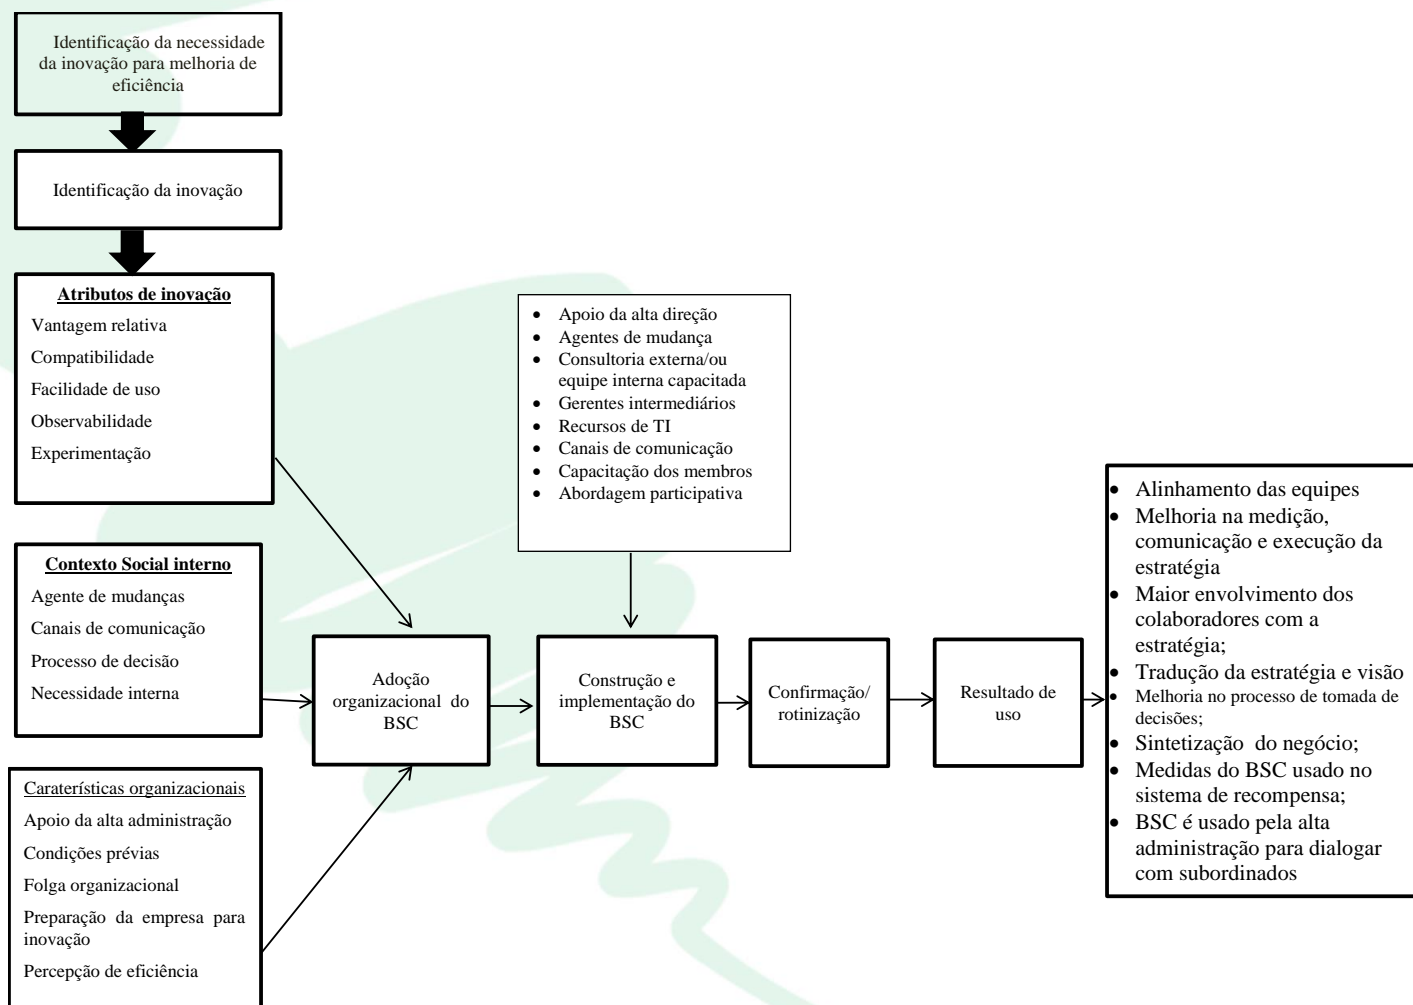 Identificação da necessidade
da inovação para melhoria de
eficiência
Identificação da inovação
Atributos de inovação
Vantagem relativa
Compatibilidade
Facilidade de uso
Observabilidade
Experimentação
Contexto Social interno
Agente de mudanças
Canais de comunicação
Processo de decisão
Necessidade interna
Caraterísticas organizacionais
Apoio da alta administração
Condições prévias
Folga organizacional
Preparação da empresa para
inovação
Percepção de eficiência
Adoção
organizacional do
BSC
• Apoio da alta direção
• Agentes de mudança
• Consultoria externa/ou
equipe interna capacitada
• Gerentes intermediários
• Recursos de TI
• Canais de comunicação
• Capacitação dos membros
• Abordagem participativa
Construção e
implementação do
BSC
Confirmação/
rotinização
Resultado de
uso
• Alinhamento das equipes
• Melhoria na medição,
comunicação e execução da
estratégia
• Maior envolvimento dos
colaboradores com a
estratégia;
• Tradução da estratégia e visão
• Melhoria no processo de tomada de
decisões;
• Sintetização do negócio;
• Medidas do BSC usado no
sistema de recompensa;
• BSC é usado pela alta
administração para dialogar
com subordinados